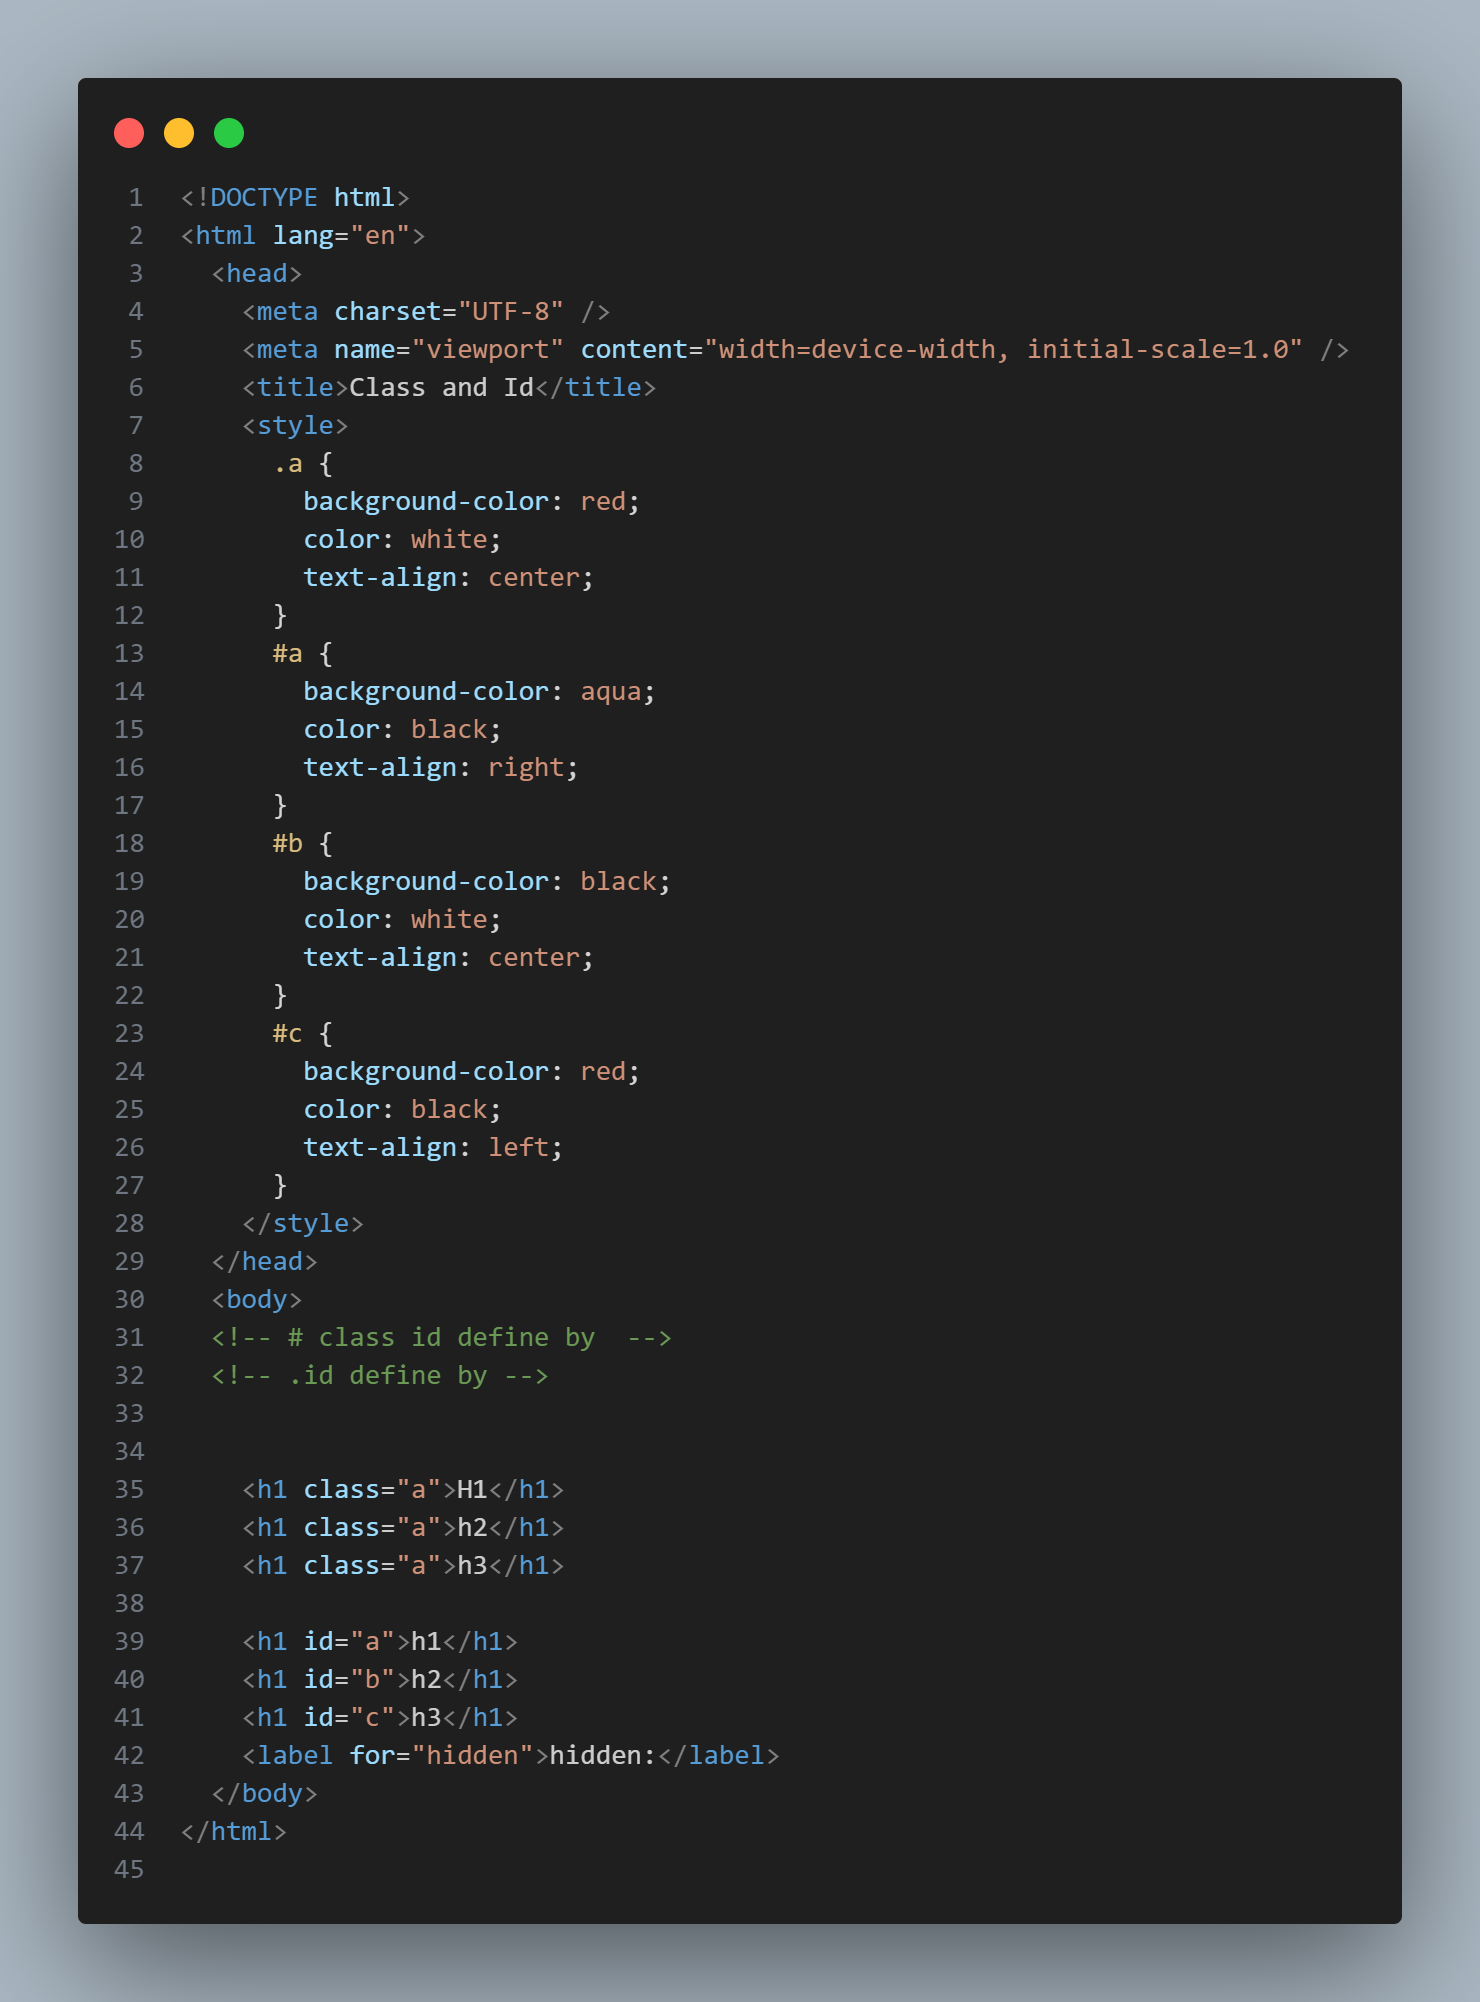 1 <!DOCTYPE html>
2 <html lang="en">
3   <head>
4     <meta charset="UTF-8" />
5     <meta name="viewport" content="width=device-width, initial-scale=1.0" />
6     <title>Class and Id</title>
7     <style>
8       .a {
9         background-color: red;
10         color: white;
11         text-align: center;
12       }
13       #a {
14         background-color: aqua;
15         color: black;
16         text-align: right;
17       }
18       #b {
19         background-color: black;
20         color: white;
21         text-align: center;
22       }
23       #c {
24         background-color: red;
25         color: black;
26         text-align: left;
27       }
28     </style>
29   </head>
30   <body>
31   <!-- # class id define by  -->
32   <!-- .id define by -->
33
34
35     <h1 class="a">H1</h1>
36     <h1 class="a">h2</h1>
37     <h1 class="a">h3</h1>
38
39     <h1 id="a">h1</h1>
40     <h1 id="b">h2</h1>
41     <h1 id="c">h3</h1>
42     <label for="hidden">hidden:</label>
43   </body>
44 </html>
45